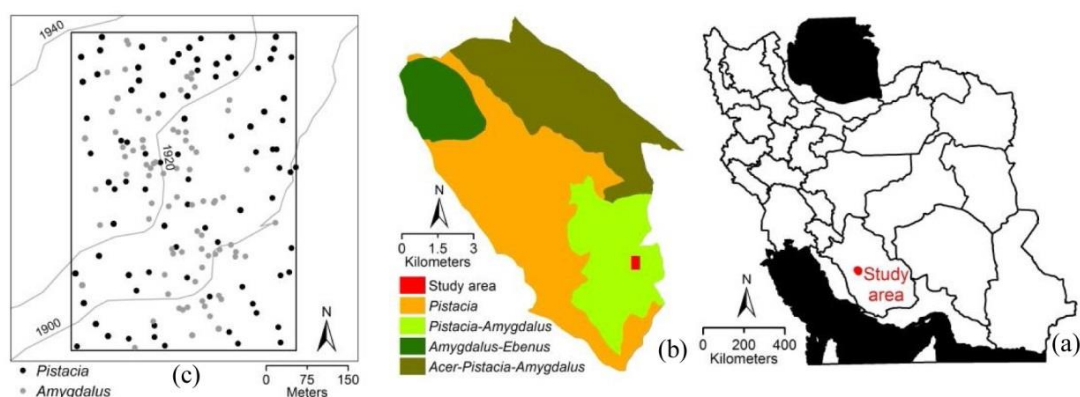 1940
1920
1900
N
0 75 150
Meters
Pistacia
Amygdalus
(c)
N
0 1.5 3
Kilometers
Study area
Pistacia
Pistacia-Amygdalus
Amygdalus-Ebenus
Acer-Pistacia-Amygdalus
(b)
Study
area
N
0 200 400
Kilometers
(a)